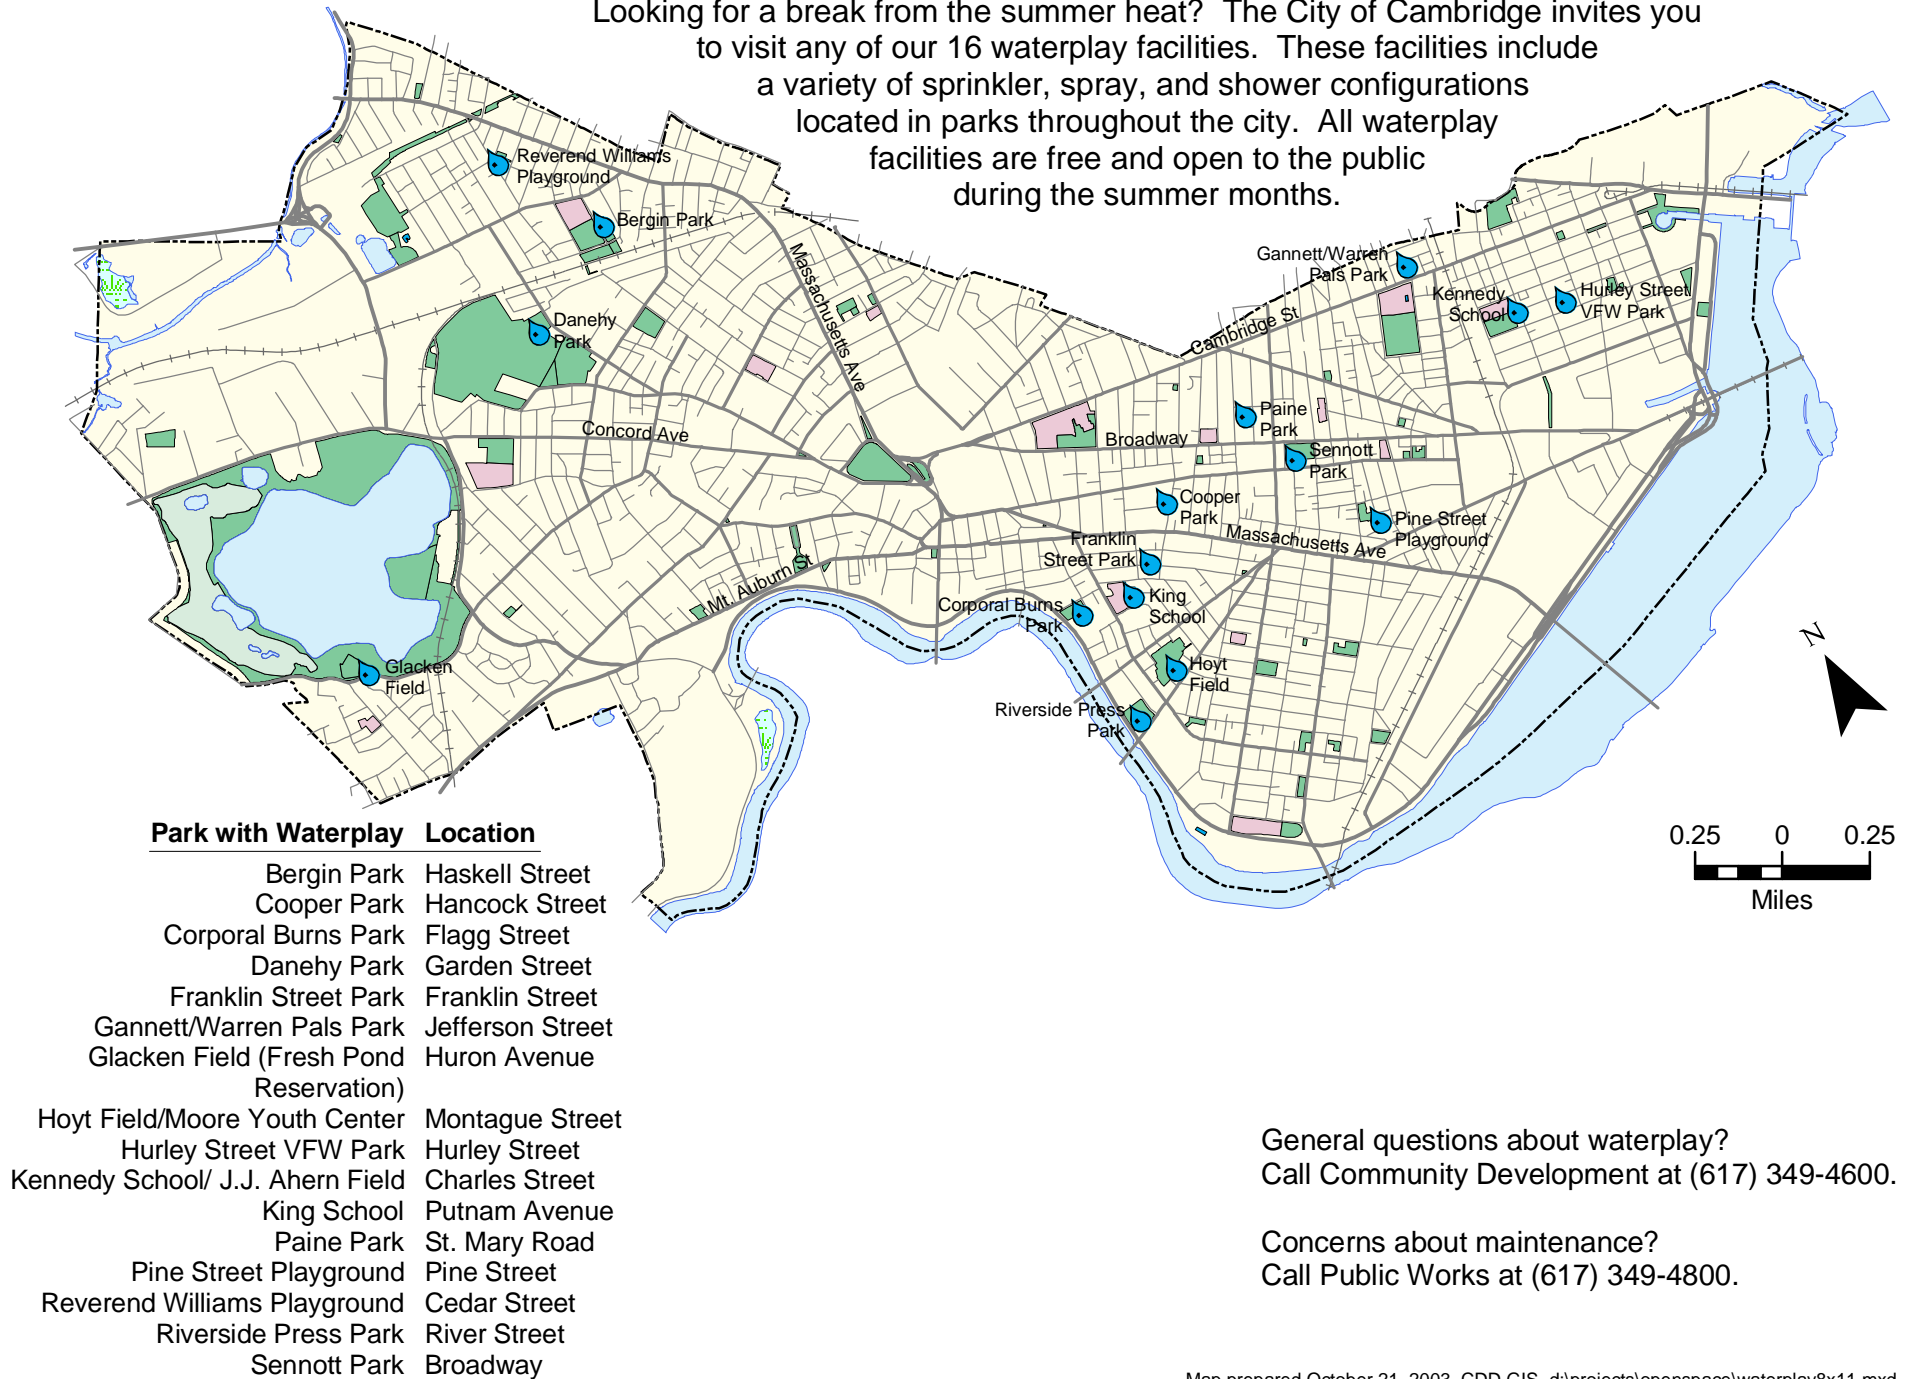 Looking for a break from the summer heat? The City of Cambridge invites you
to visit any of our 16 waterplay facilities. These facilities include
a variety of sprinkler, spray, and shower configurations
located in parks throughout the city. All waterplay
facilities are free and open to the public
during the summer months.
Reverend Williams
Playground
Bergin Park
Massachusetts Ave
Gannett/Warren
Pals Park
Kennedy
School
Hurley Street
VFW Park
Danehy
Park
Cambridge St
Concord Ave
Broadway
Paine
Park
Sennott
Park
Cooper
Park
Pine Street
Playground
Massachusetts Ave
Franklin
Street Park
Mt. Auburn St
King
School
Corporal Burns
Park
Glacken
Field
Hoyt
Field
Riverside Press
Park
N
0.25 0 0.25
Miles
Park with Waterplay Location
Bergin Park Haskell Street
Cooper Park Hancock Street
Corporal Burns Park Flagg Street
Danehy Park Garden Street
Franklin Street Park Franklin Street
Gannett/Warren Pals Park Jefferson Street
Glacken Field (Fresh Pond Huron Avenue
Reservation)
Hoyt Field/Moore Youth Center Montague Street
Hurley Street VFW Park Hurley Street
Kennedy School/ J.J. Ahern Field Charles Street
King School Putnam Avenue
Paine Park St. Mary Road
Pine Street Playground Pine Street
Reverend Williams Playground Cedar Street
Riverside Press Park River Street
Sennott Park Broadway
General questions about waterplay?
Call Community Development at (617) 349-4600.
Concerns about maintenance?
Call Public Works at (617) 349-4800.
Map prepared October 21, 2003. CDD GIS d:\projects\openspace\waterplay8x11.mxd